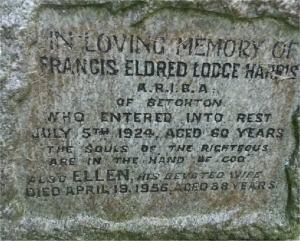 IN LOVING MEMORY OF
FRANCIS ELDRED LODGE HARRIS
A.R.I.B.A.
OF BETOHTON
WHO ENTERED INTO REST
JULY 5TH 1924, AGED 60 YEARS
THE SOULS OF THE RIGHTEOUS
ARE IN THE HAND OF GOD
ALSO ELLEN, HIS DEVOTED WIFE
DIED APRIL 19, 1956, AGED 88 YEARS